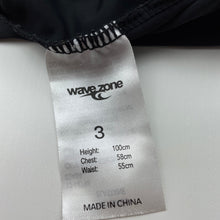 wave zone
3
Height: 100cm
Chest: 58cm
Waist: 55cm
MADE IN CHINA